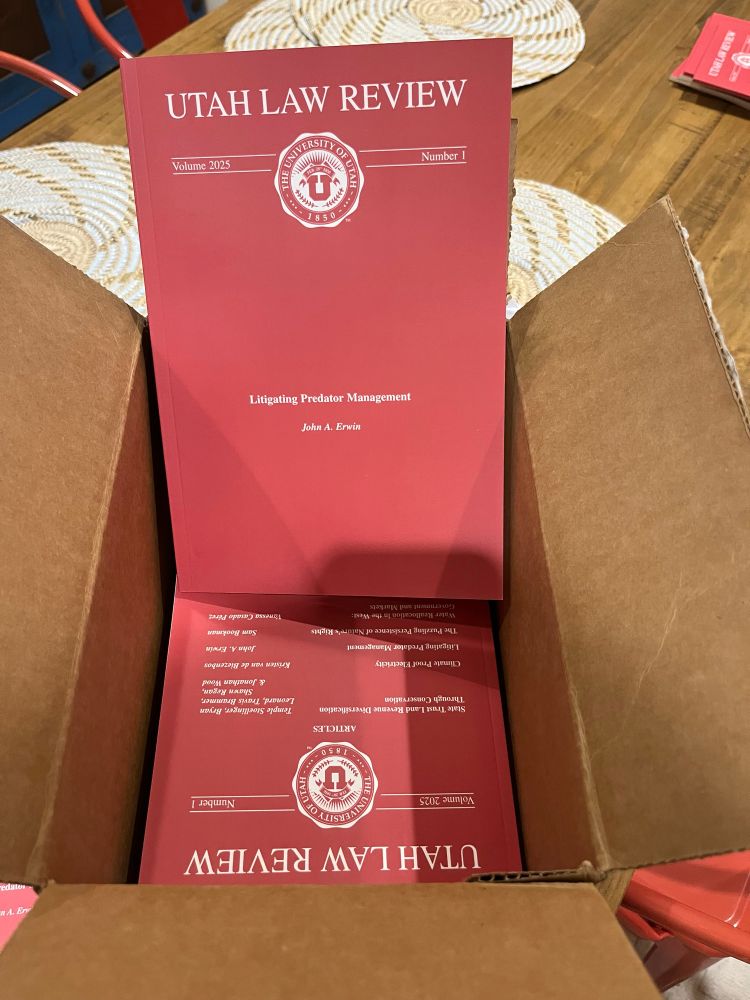 UTAH LAW REVIEW
Volume 2025
Number 1
THE UNIVERSITY OF UTAH
1850
Litigating Predator Management
John A. Erwin
UTAH LAW REVIEW
Volume 2025
Number 1
THE UNIVERSITY OF UTAH
1850
ARTICLES
State Trust Land Revenue Diversification
Through Conservation
Temple Stoellinger, Bryan
Leonard, Travis Brammer,
Shawn Regan,
& Jonathan Wood
Climate Proof Electricity
Kristen van de Biezenbos
Litigating Predator Management
John A. Erwin
The Puzzling Persistence of Nature's Rights
Sam Bookman
Water Reallocation in the West:
Government and Markets
Vanessa Casado Pérez
UTAH LAW REVIEW